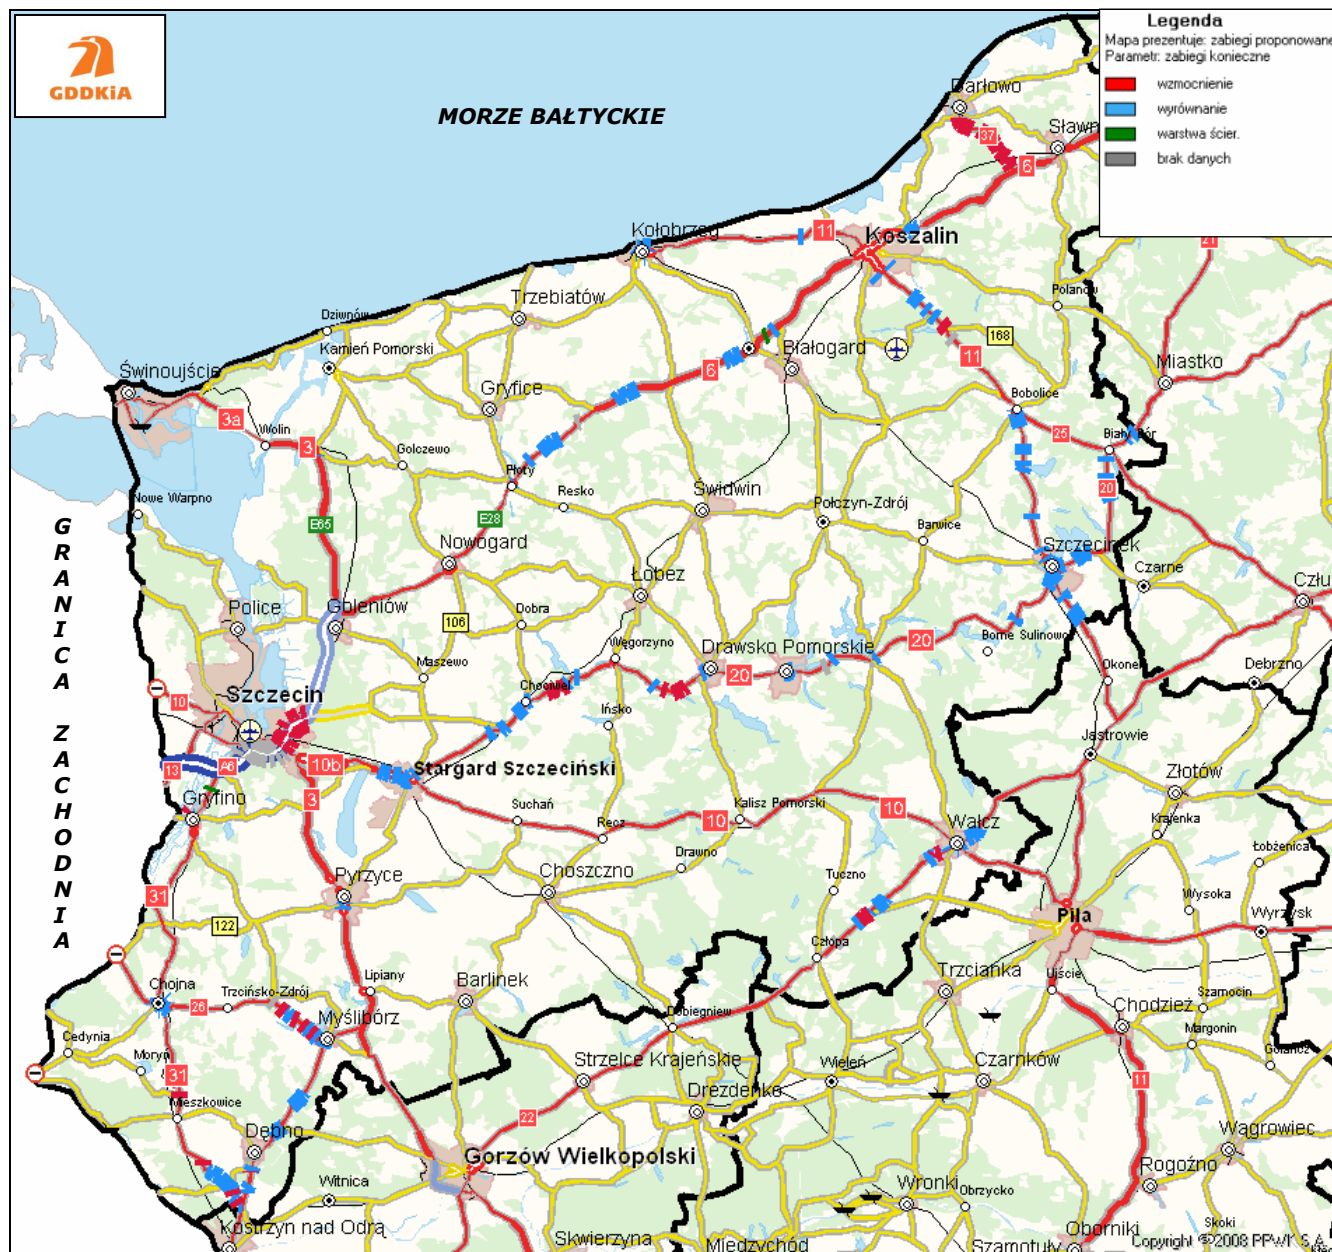 GDDKiA
Legenda
Mapa prezentuje: zabiegi proponowane
Parametr: zabiegi konieczne
wzmocnienie
wyrównanie
warstwa ścier.
brak danych
MORZE BAŁTYCKIE
Darłowo
37
Sławn
6
Kołobrzeg
11
Koszalin
21
Polanów
Trzebiatów
Dziwnów
Kamień Pomorski
168
Białogard
6
11
Miastko
Świnoujście
Gryfice
Bobolice
3a
Wolin
3
25
Biały Bór
Golczewo
Płoty
Resko
Świdwin
Połczyn-Zdrój
20
Nowe Warpno
E65
E28
Barwice
Szczecinek
Nowogard
Czarne
Człu
Łobez
Police
Goleniów
106
Dobra
GRANICA ZACHODNIA
Węgorzyno
Drawsko Pomorskie
20
Borne Sulinowo
Maszewo
20
Okonek
Debrzno
Szczecin
10
Chociwel
Ińsko
Jastrowie
13
A6
10b
Stargard Szczeciński
Złotów
Gryfino
3
Suchań
Kalisz Pomorski
10
10
Recz
Wałcz
Krajenka
Łobżenica
Drawno
Choszczno
Tuczno
Pyrzyce
31
Wysoka
Piła
Wyrzysk
122
Człopa
Lipiany
Barlinek
Trzcianka
Ujście
Chojna
Trzcińsko-Zdrój
26
Szamocin
Chodzież
Dobiegniew
Myślibórz
Cedynia
Moryń
Margonin
Gołańcz
31
Strzelce Krajeńskie
Wieleń
Czarnków
11
Mieszkowice
Drezdenko
22
Dębno
Wągrowiec
Gorzów Wielkopolski
Rogoźno
Witnica
Wronki
Obrzycko
Kostrzyn nad Odrą
Skoki
Skwierzyna
Międzychód
Szamotuły
Oborniki
Copyright ©2008 PPWK S.A.